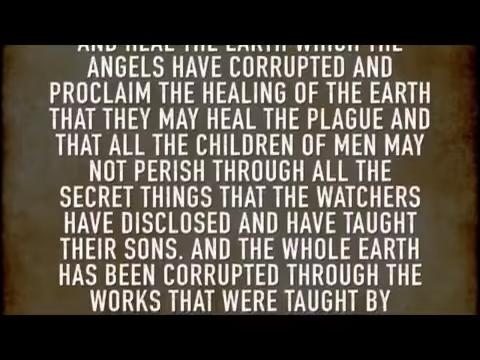 AND HEAL THE EARTH WHICH THE
ANGELS HAVE CORRUPTED AND
PROCLAIM THE HEALING OF THE EARTH
THAT THEY MAY HEAL THE PLAGUE AND
THAT ALL THE CHILDREN OF MEN MAY
NOT PERISH THROUGH ALL THE
SECRET THINGS THAT THE WATCHERS
HAVE DISCLOSED AND HAVE TAUGHT
THEIR SONS. AND THE WHOLE EARTH
HAS BEEN CORRUPTED THROUGH THE
WORKS THAT WERE TAUGHT BY